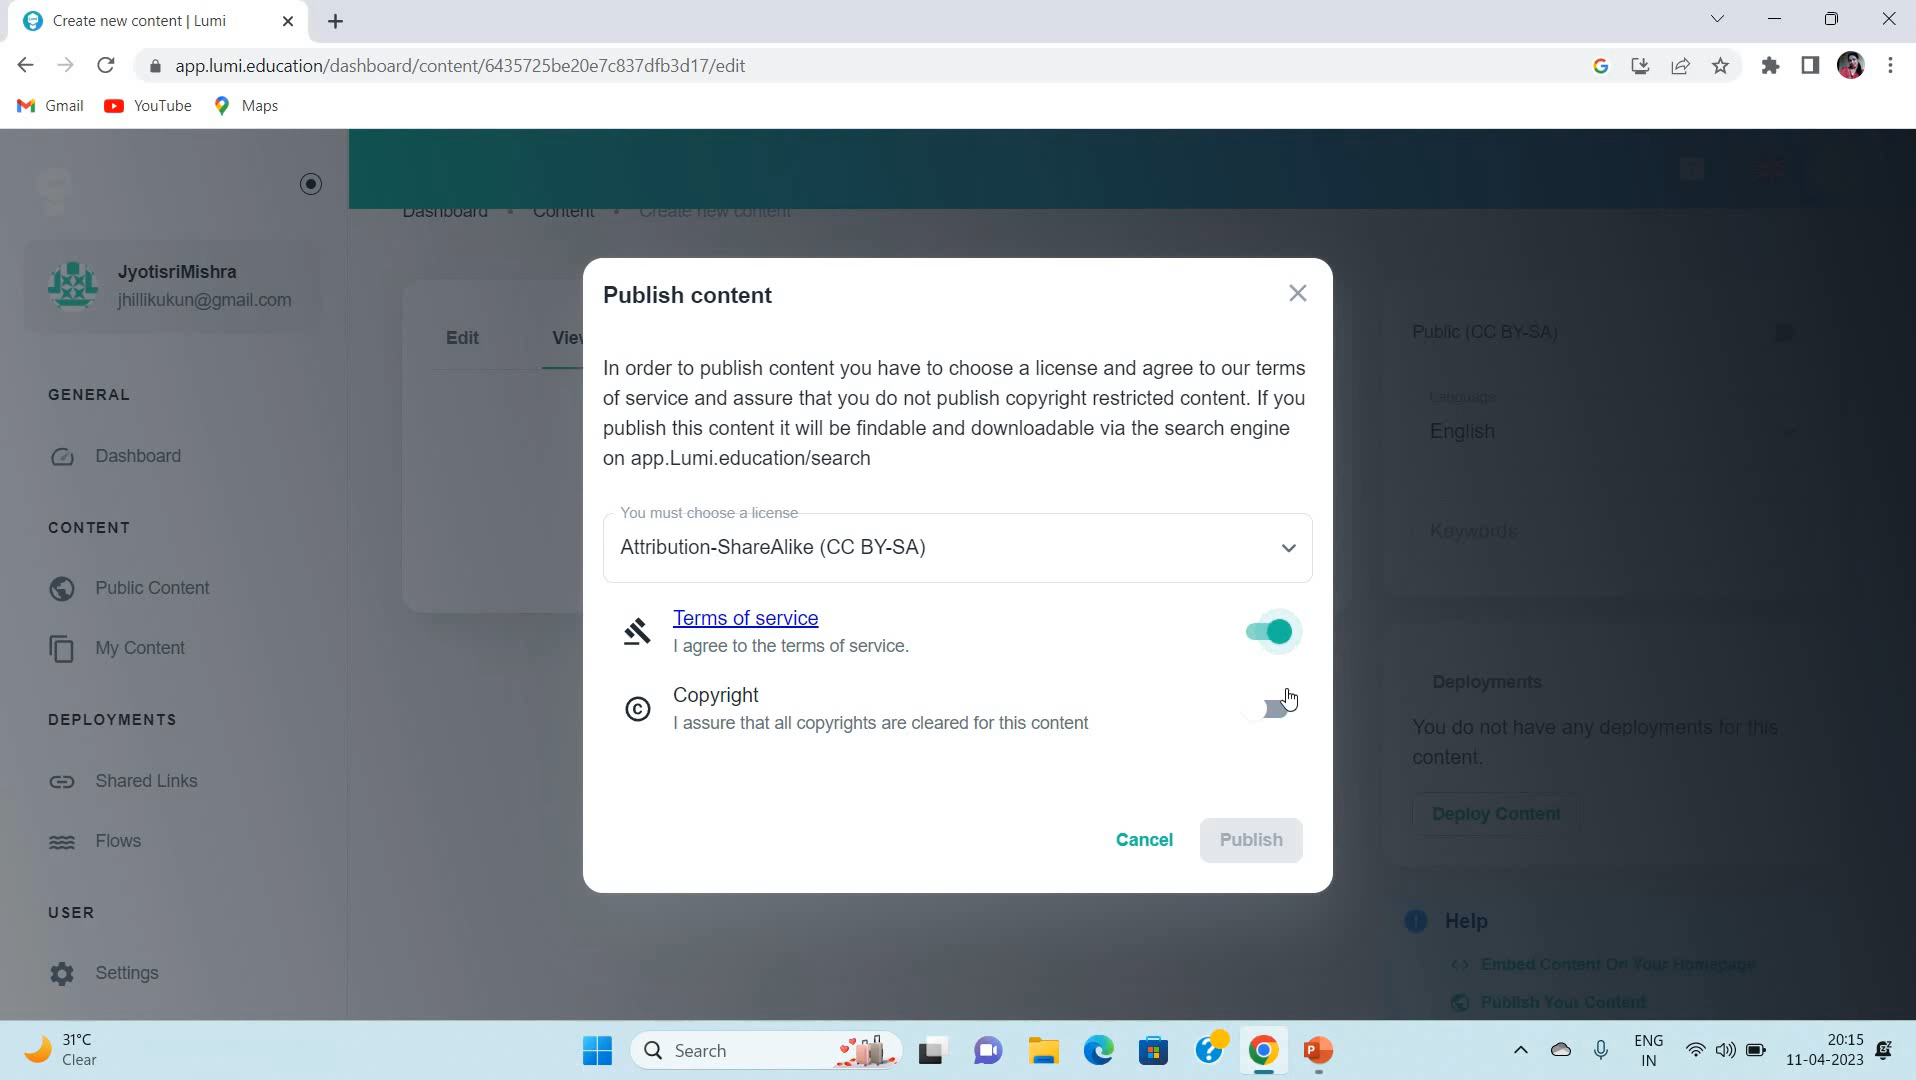 Create new content | Lumi
app.lumi.education/dashboard/content/6435725be20e7c837dfb3d17/edit
Gmail YouTube Maps
Dashboard • Content • Create new content
JyotisriMishra
jhillikukun@gmail.com
GENERAL
Dashboard
CONTENT
Public Content
My Content
DEPLOYMENTS
Shared Links
Flows
USER
Settings
Edit
Publish content
In order to publish content you have to choose a license and agree to our terms
of service and assure that you do not publish copyright restricted content. If you
publish this content it will be findable and downloadable via the search engine
on app.Lumi.education/search
You must choose a license
Attribution-ShareAlike (CC BY-SA)
Terms of service
I agree to the terms of service.
Copyright
I assure that all copyrights are cleared for this content
Cancel Publish
Public (CC BY-SA)
Language
English
Keywords
Deployments
You do not have any deployments for this
content.
Deploy Content
Help
Embed Content On Your Homepage
Publish Your Content
31°C
Clear
Search
ENG
IN
20:15
11-04-2023